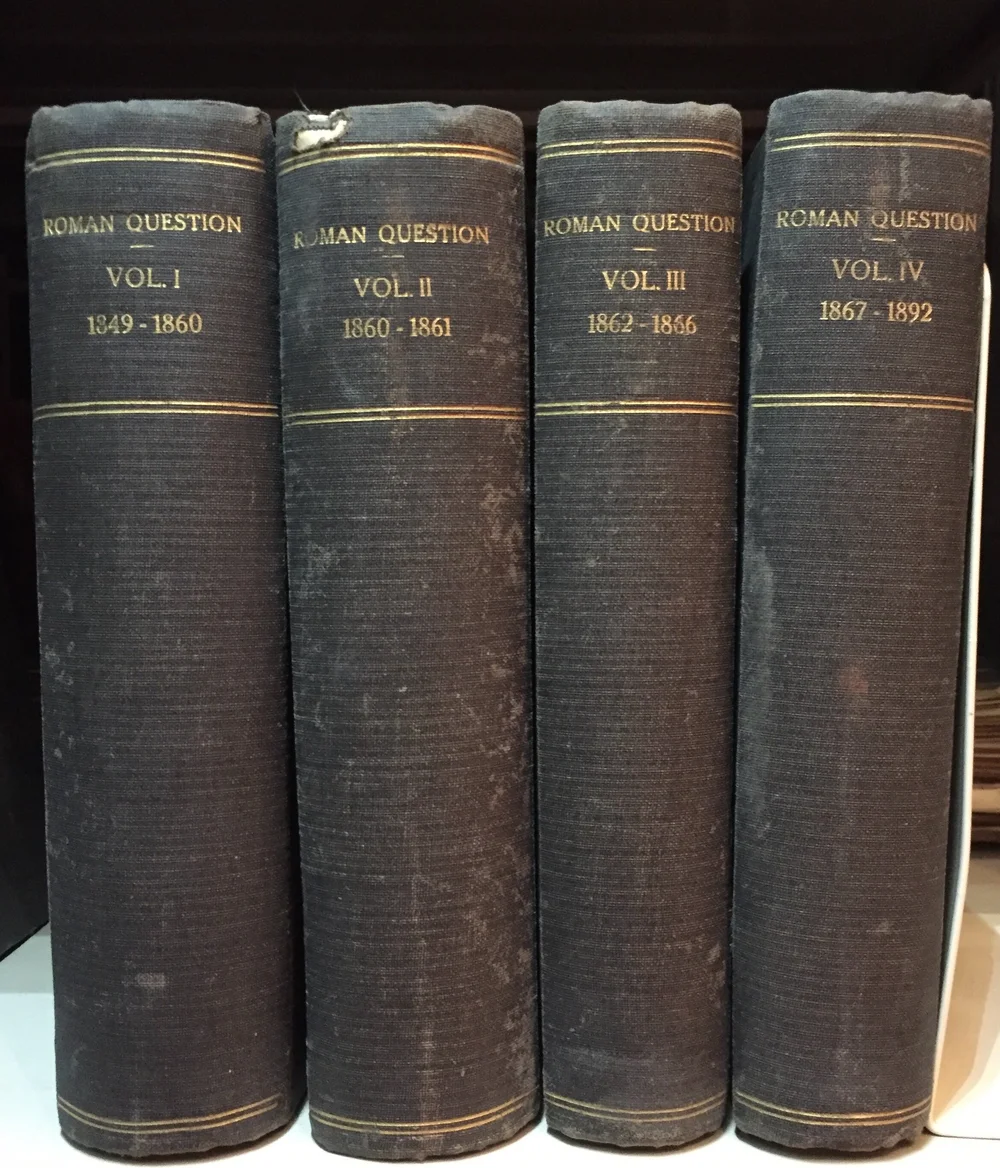 ROMAN QUESTION
VOL. I
1849 - 1860
ROMAN QUESTION
VOL. II
1860 - 1861
ROMAN QUESTION
VOL. III
1862 - 1866
ROMAN QUESTION
VOL. IV
1867 - 1892